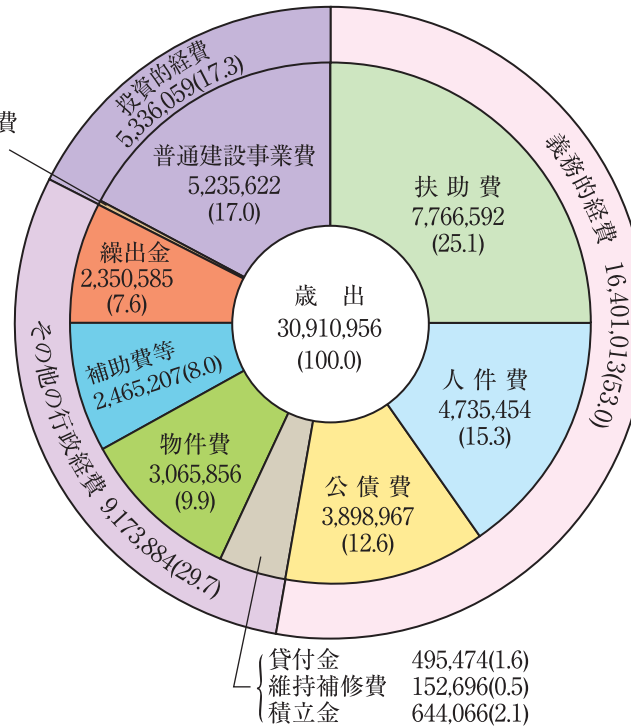 投資的経費
5,336,059(17.3)
費
普通建設事業費
5,235,622
(17.0)
義務的経費 16,401,013(53.0)
扶助費
7,766,592
(25.1)
繰出金
2,350,585
(7.6)
歳出
30,910,956
(100.0)
補助費等
2,465,207(8.0)
人件費
4,735,454
(15.3)
その他の行政経費 9,173,884(29.7)
物件費
3,065,856
(9.9)
公債費
3,898,967
(12.6)
貸付金 495,474(1.6)
維持補修費 152,696(0.5)
積立金 644,066(2.1)